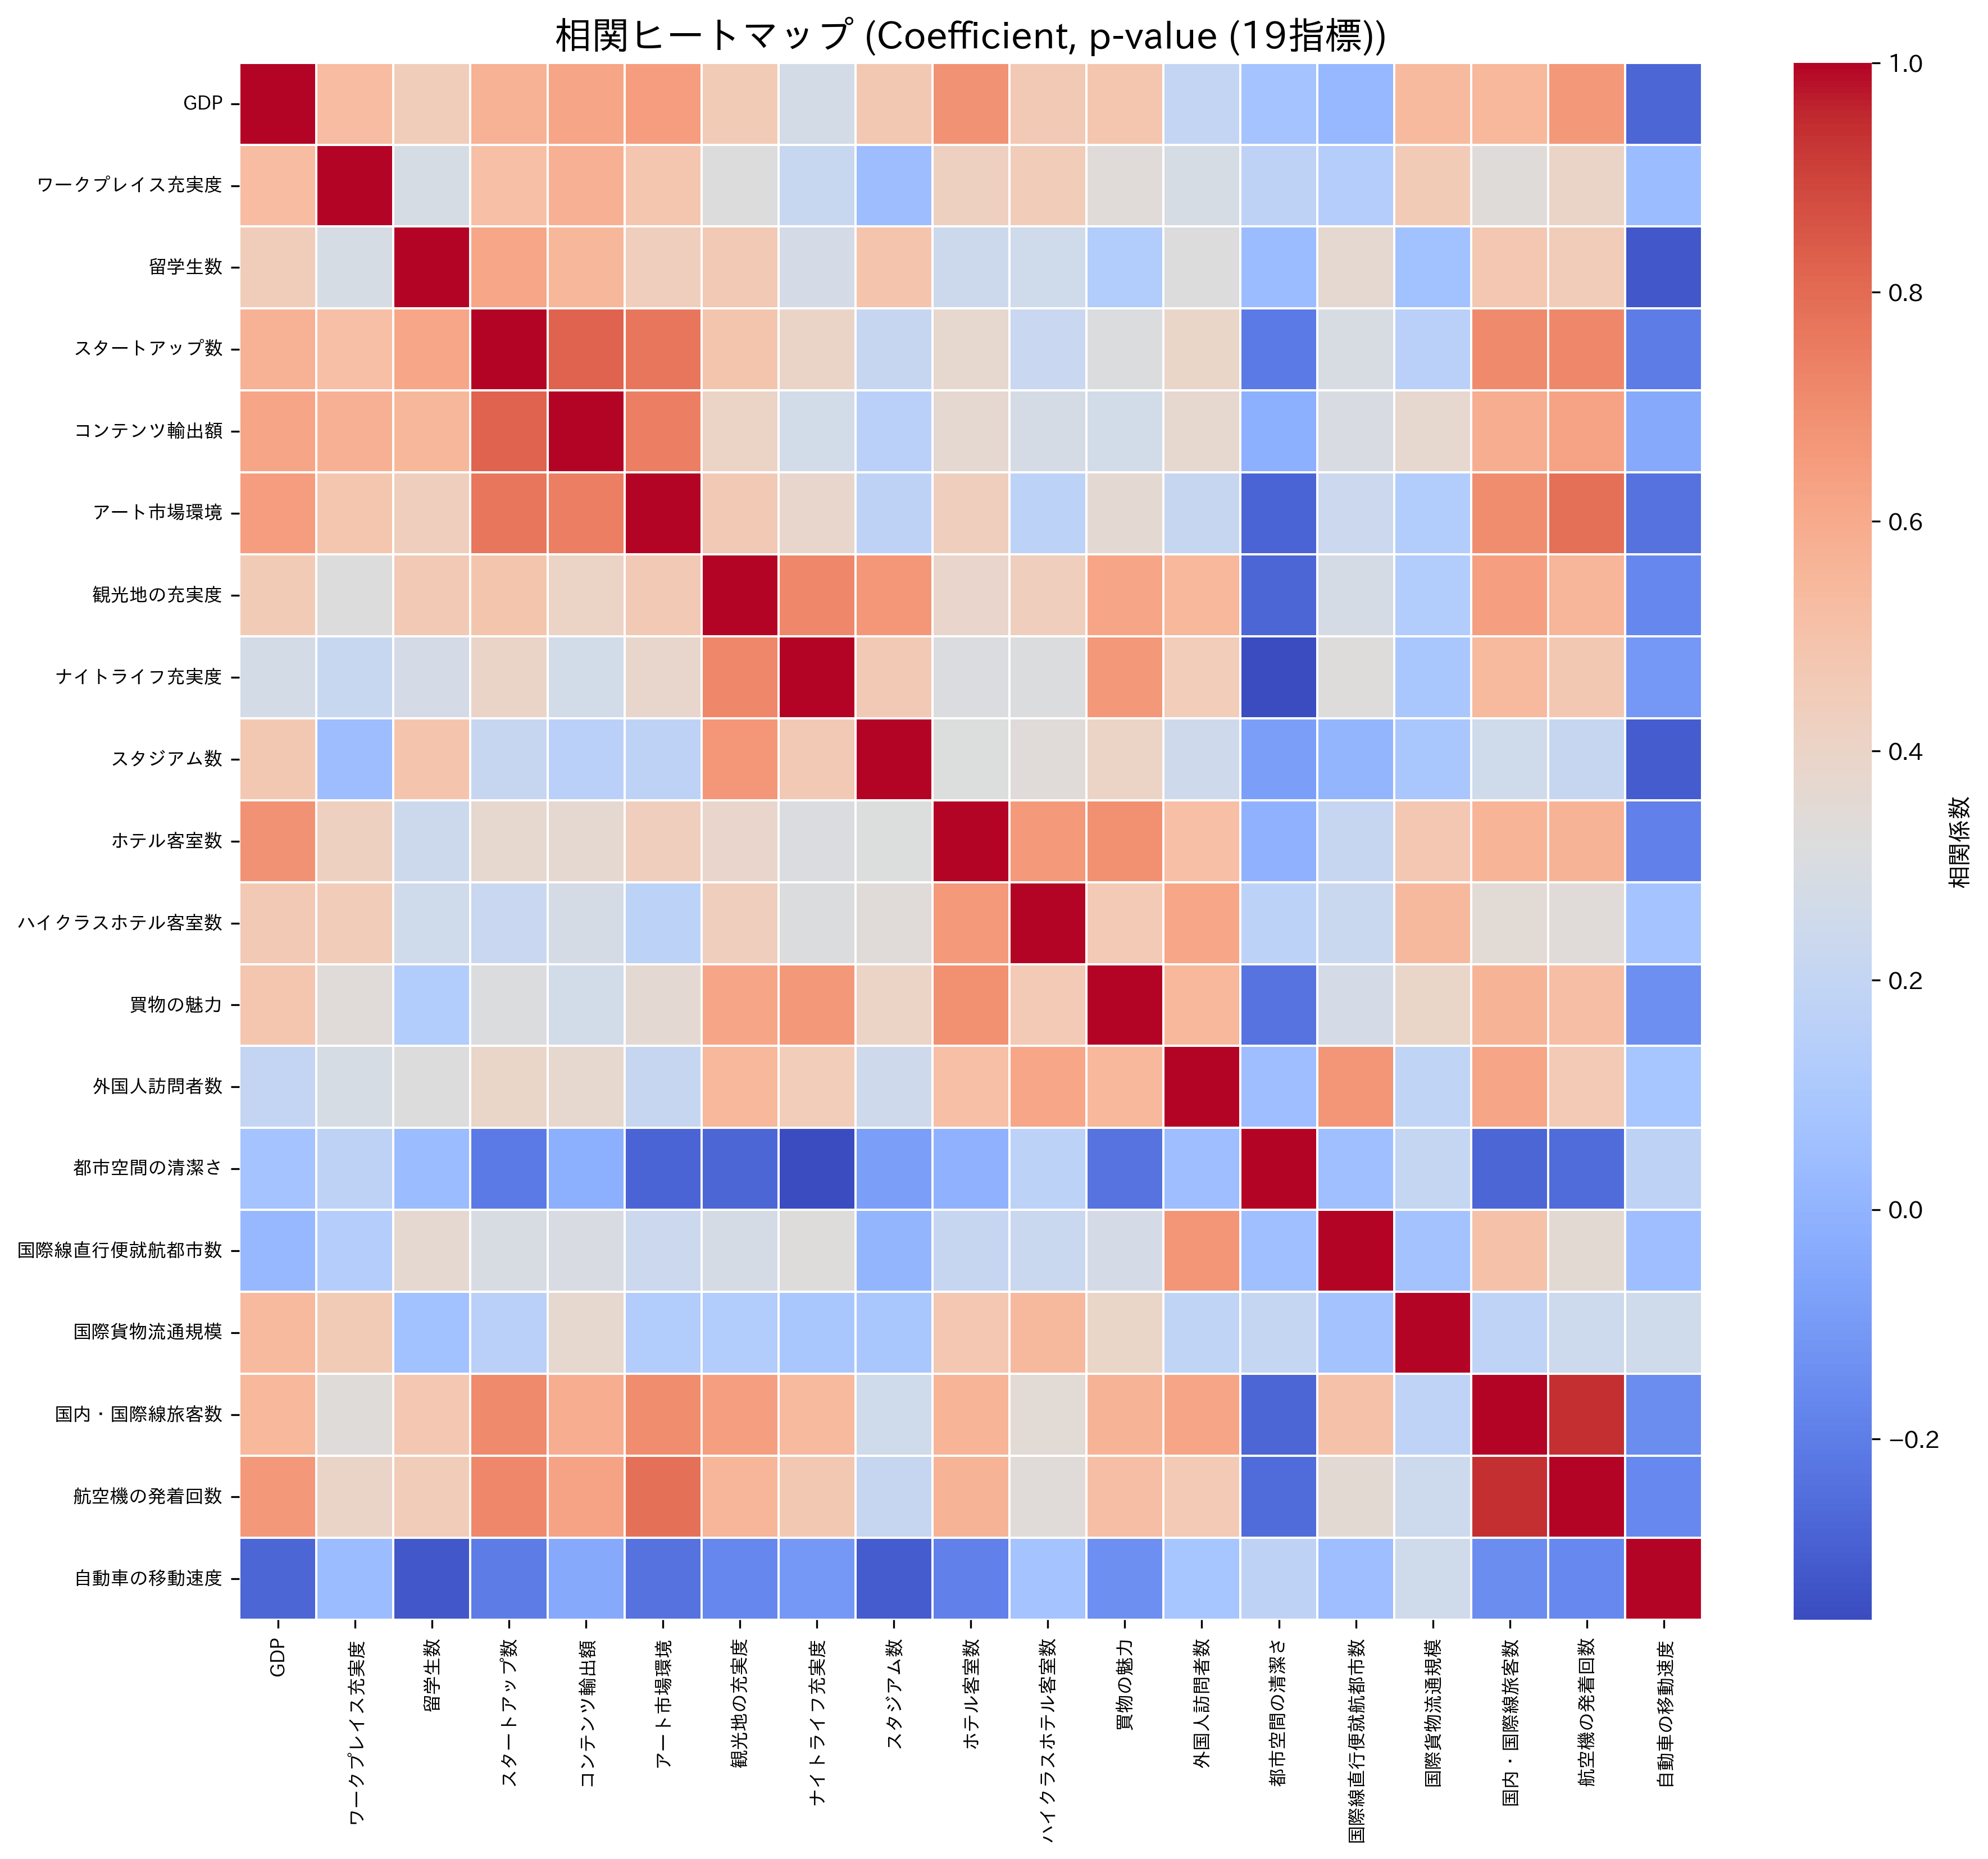 相関ヒートマップ (Coefficient, p-value (19指標))
GDP
ワークプレイス充実度
留学生数
スタートアップ数
コンテンツ輸出額
アート市場環境
観光地の充実度
ナイトライフ充実度
スタジアム数
ホテル客室数
ハイクラスホテル客室数
買物の魅力
外国人訪問者数
都市空間の清潔さ
国際線直行便就航都市数
国際貨物流通規模
国内・国際線旅客数
航空機の発着回数
自動車の移動速度
GDP
ワークプレイス充実度
留学生数
スタートアップ数
コンテンツ輸出額
アート市場環境
観光地の充実度
ナイトライフ充実度
スタジアム数
ホテル客室数
ハイクラスホテル客室数
買物の魅力
外国人訪問者数
都市空間の清潔さ
国際線直行便就航都市数
国際貨物流通規模
国内・国際線旅客数
航空機の発着回数
自動車の移動速度
1.0
0.8
0.6
0.4
0.2
0.0
−0.2
相関係数